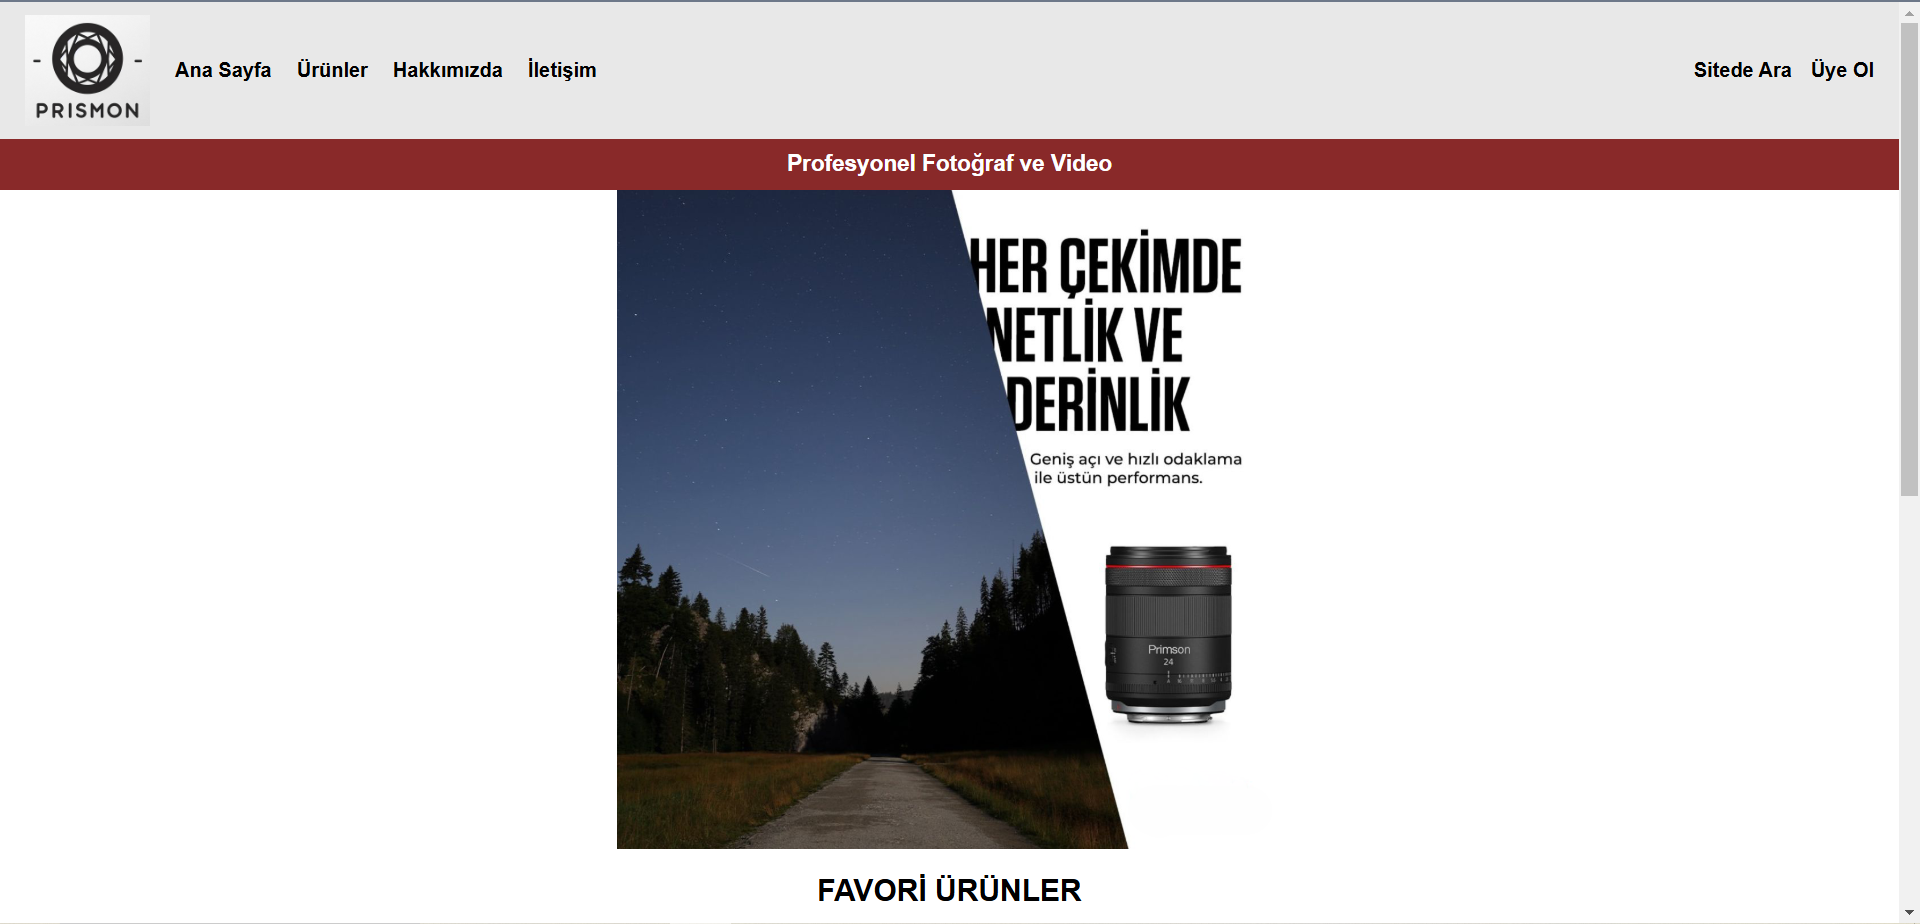 PRISMON
Ana Sayfa Ürünler Hakkımızda İletişim
Sitede Ara Üye Ol
Profesyonel Fotoğraf ve Video
HER ÇEKİMDE
NETLİK VE
DERİNLİK
Geniş açı ve hızlı odaklama
ile üstün performans.
Primson
24
FAVORİ ÜRÜNLER